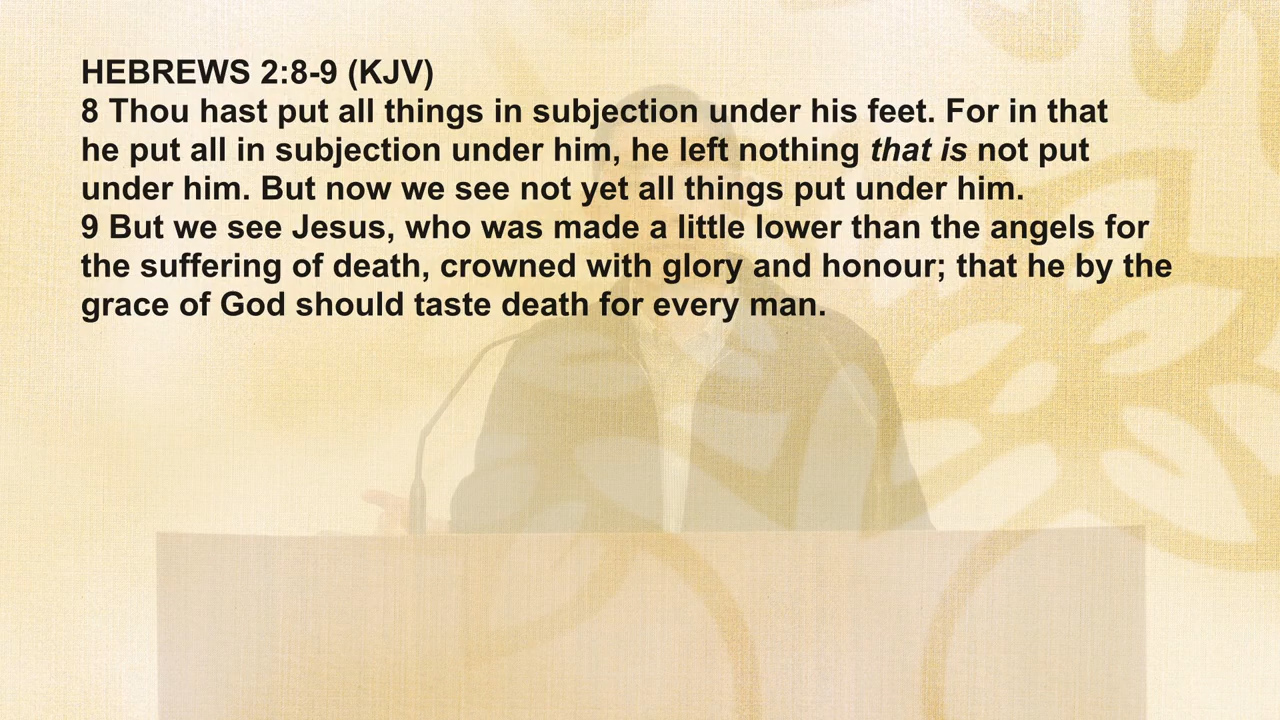 HEBREWS 2:8-9 (KJV)
8 Thou hast put all things in subjection under his feet. For in that
he put all in subjection under him, he left nothing that is not put
under him. But now we see not yet all things put under him.
9 But we see Jesus, who was made a little lower than the angels for
the suffering of death, crowned with glory and honour; that he by the
grace of God should taste death for every man.